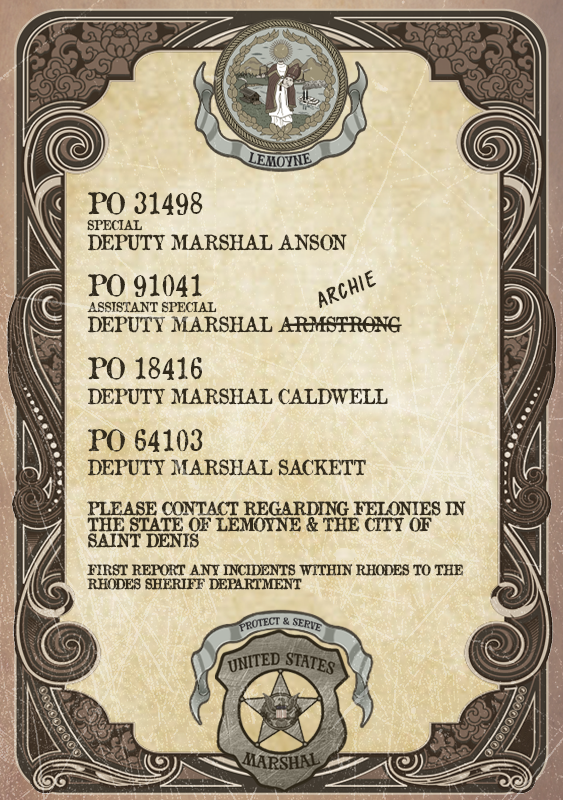 LEMOYNE
PO 31498
SPECIAL
DEPUTY MARSHAL ANSON
PO 91041
ARCHIE
ASSISTANT SPECIAL
DEPUTY MARSHAL ARMSTRONG
PO 18416
DEPUTY MARSHAL CALDWELL
PO 64103
DEPUTY MARSHAL SACKETT
PLEASE CONTACT REGARDING FELONIES IN
THE STATE OF LEMOYNE & THE CITY OF
SAINT DENIS
FIRST REPORT ANY INCIDENTS WITHIN RHODES TO THE
RHODES SHERIFF DEPARTMENT
PROTECT & SERVE
UNITED STATES
MARSHAL